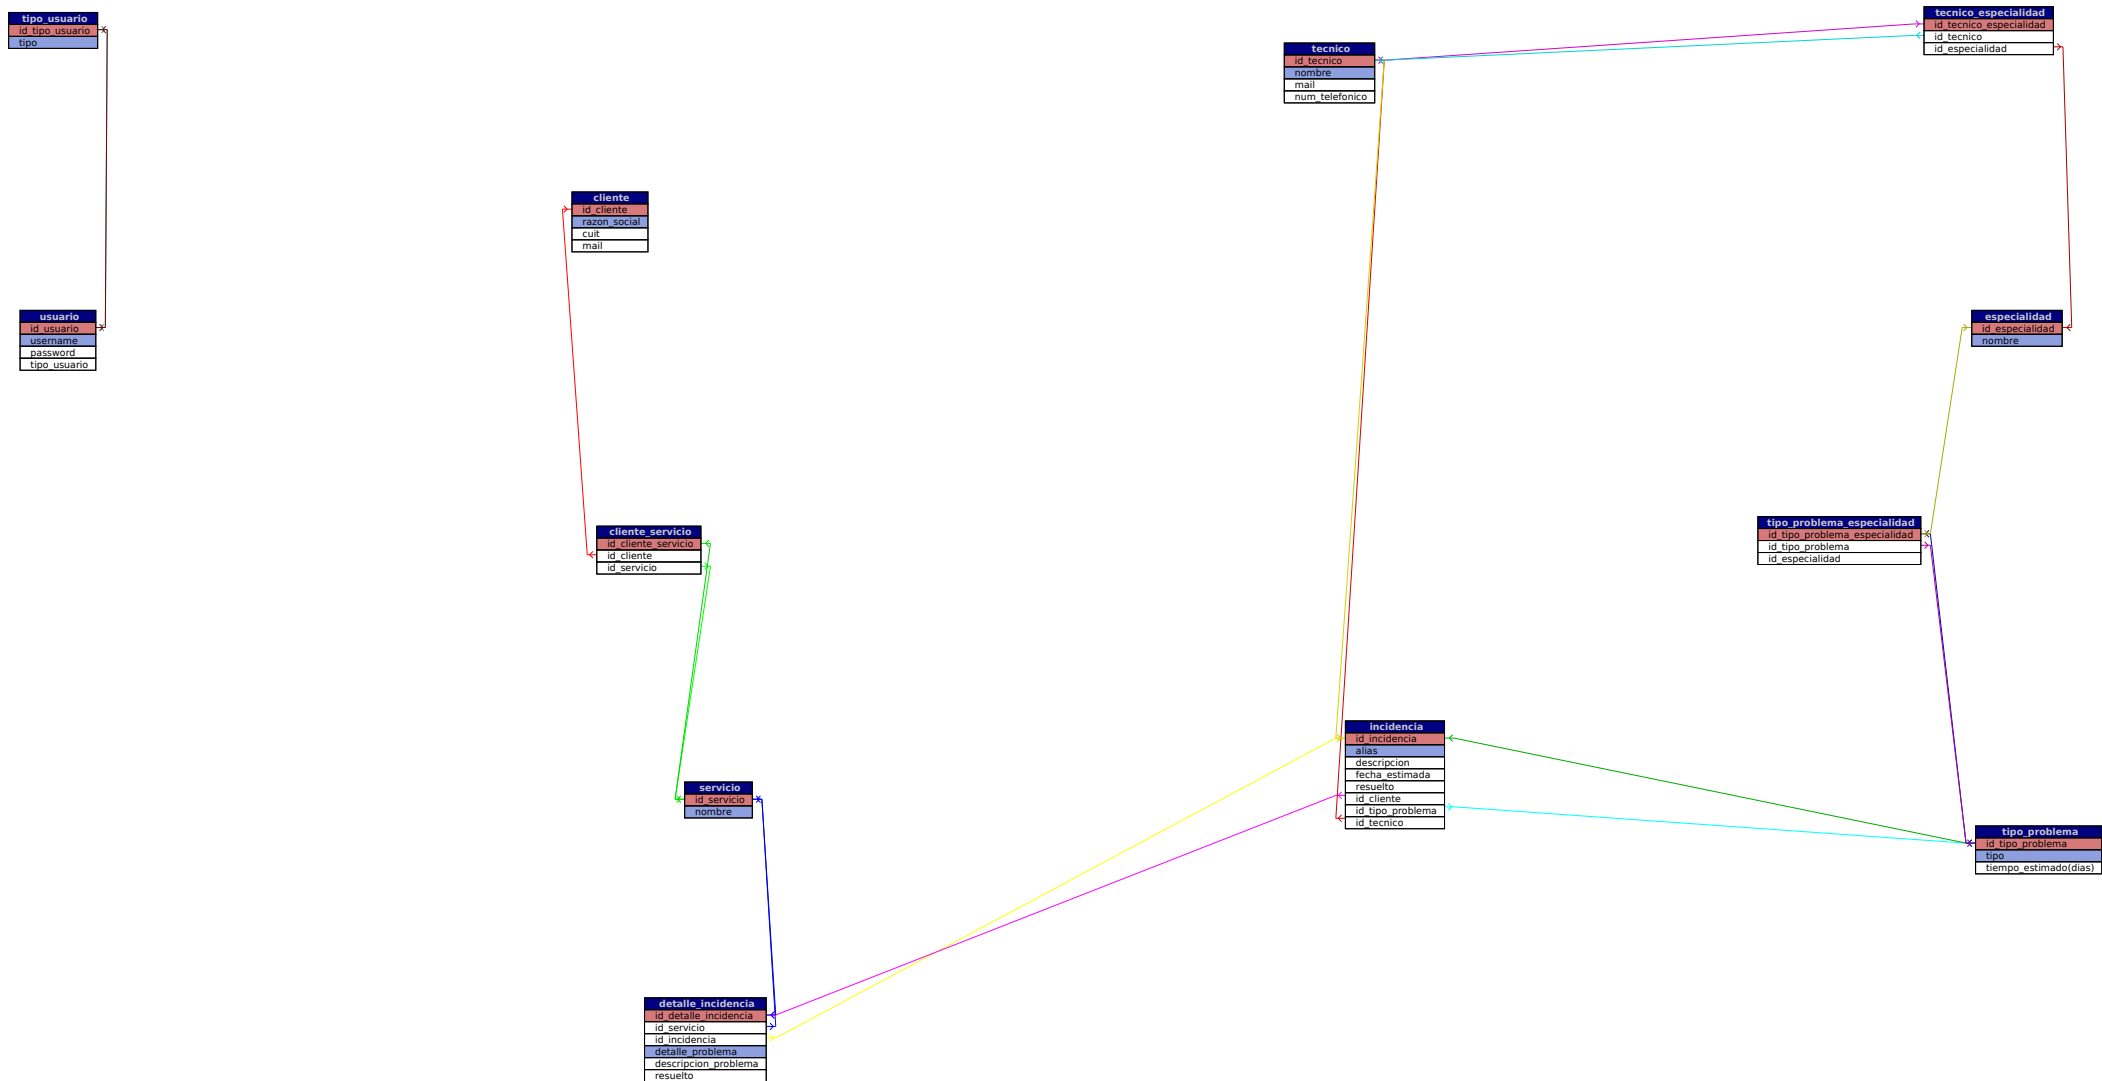 tipo_usuario
id_tipo_usuario
tipo
tecnico_especialidad
id_tecnico_especialidad
id_tecnico
id_especialidad
tecnico
id_tecnico
nombre
mail
num_telefonico
cliente
id_cliente
razon_social
cuit
mail
usuario
id_usuario
username
password
tipo_usuario
especialidad
id_especialidad
nombre
cliente_servicio
id_cliente_servicio
id_cliente
id_servicio
tipo_problema_especialidad
id_tipo_problema_especialidad
id_tipo_problema
id_especialidad
incidencia
id_incidencia
alias
descripcion
fecha_estimada
resuelto
id_cliente
id_tipo_problema
id_tecnico
servicio
id_servicio
nombre
tipo_problema
id_tipo_problema
tipo
tiempo_estimado(dias)
detalle_incidencia
id_detalle_incidencia
id_servicio
id_incidencia
detalle_problema
descripcion_problema
resuelto